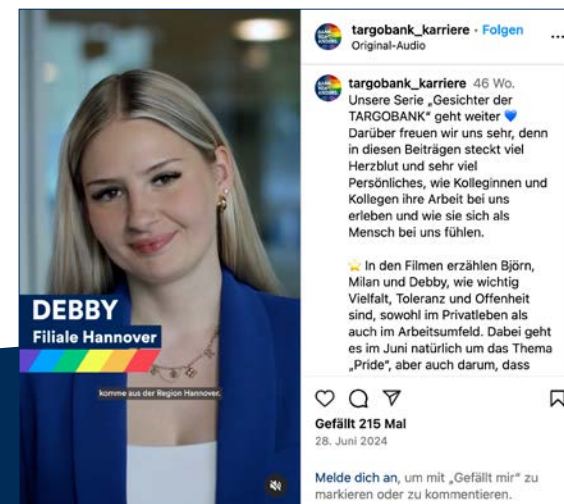 DEBBY
Filiale Hannover
komme aus der Region Hannover.
targobank_karriere · Folgen
Original-Audio
targobank_karriere 46 Wo.
Unsere Serie „Gesichter der
TARGOBANK“ geht weiter 💙
Darüber freuen wir uns sehr, denn
in diesen Beiträgen steckt viel
Herzblut und sehr viel
Persönliches, wie Kolleginnen und
Kollegen ihre Arbeit bei uns
erleben und wie sie sich als
Mensch bei uns fühlen.
⭐ In den Filmen erzählen Björn,
Milan und Debby, wie wichtig
Vielfalt, Toleranz und Offenheit
sind, sowohl im Privatleben als
auch im Arbeitsumfeld. Dabei geht
es im Juni natürlich um das Thema
„Pride“, aber auch darum, dass
Gefällt 215 Mal
28. Juni 2024
Melde dich an, um mit „Gefällt mir“ zu
markieren oder zu kommentieren.